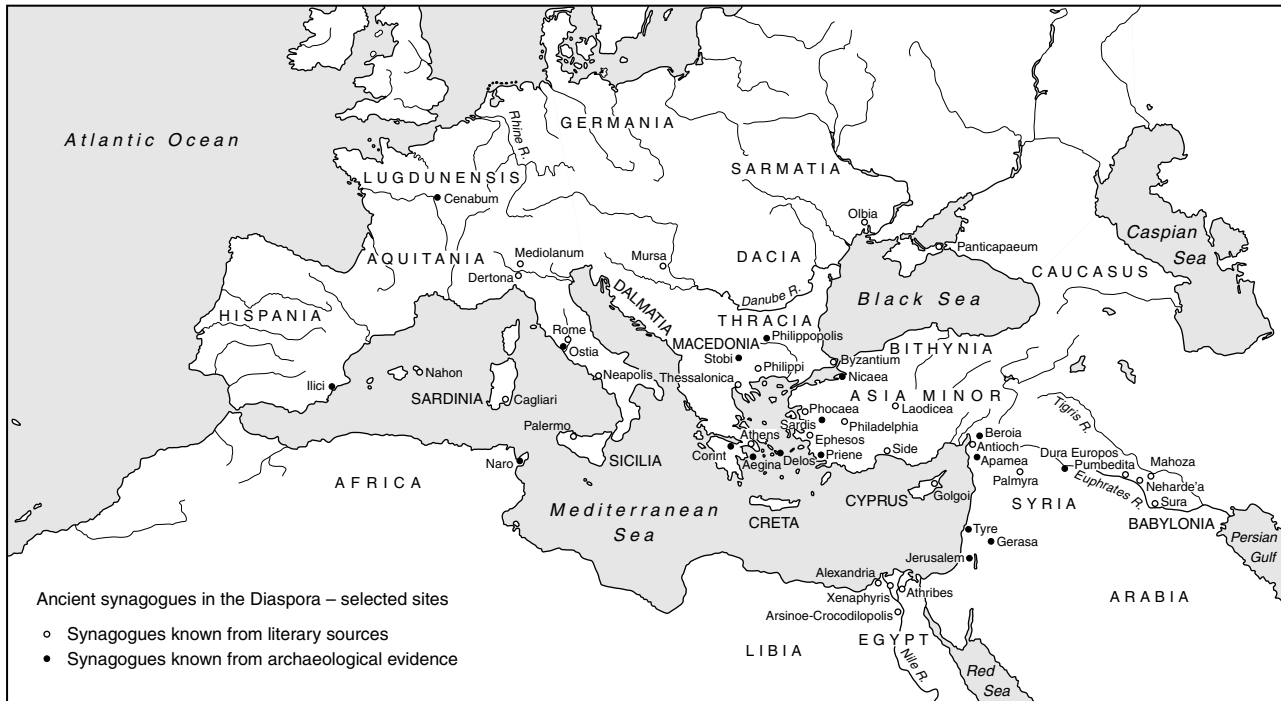 Atlantic Ocean
GERMANIA
Rhine R.
LUGDUNENSIS
Cenabum
SARMATIA
Olbia
Panticapaeum
Caspian
Sea
CAUCASUS
AQUITANIA
Mediolanum
Dertona
Mursa
DACIA
Danube R.
Black Sea
DALMATIA
HISPANIA
THRACIA
Philippopolis
MACEDONIA
Stobi
Philippi
Thessalonica
Byzantium
Nicaea
BITHYNIA
Rome
Ostia
Neapolis
Ilici
Nahon
SARDINIA
Cagliari
Palermo
SICILIA
ASIA MINOR
Laodicea
Phocaea
Sardis
Philadelphia
Ephesos
Athens
Side
Priene
Corint
Aegina
Delos
Tigris R.
Beroia
Antioch
Apamea
Dura Europos
Pumbedita
Mahoza
Palmyra
Neharde'a
Euphrates R.
Sura
SYRIA
BABYLONIA
Naro
AFRICA
Mediterranean
Sea
CRETA
CYPRUS
Golgoi
Tyre
Gerasa
Jerusalem
Persian
Gulf
Alexandria
Xenaphyris
Athribes
Arsinoe-Crocodilopolis
ARABIA
LIBIA
EGYPT
Nile R.
Red
Sea
Ancient synagogues in the Diaspora – selected sites
Synagogues known from literary sources
Synagogues known from archaeological evidence